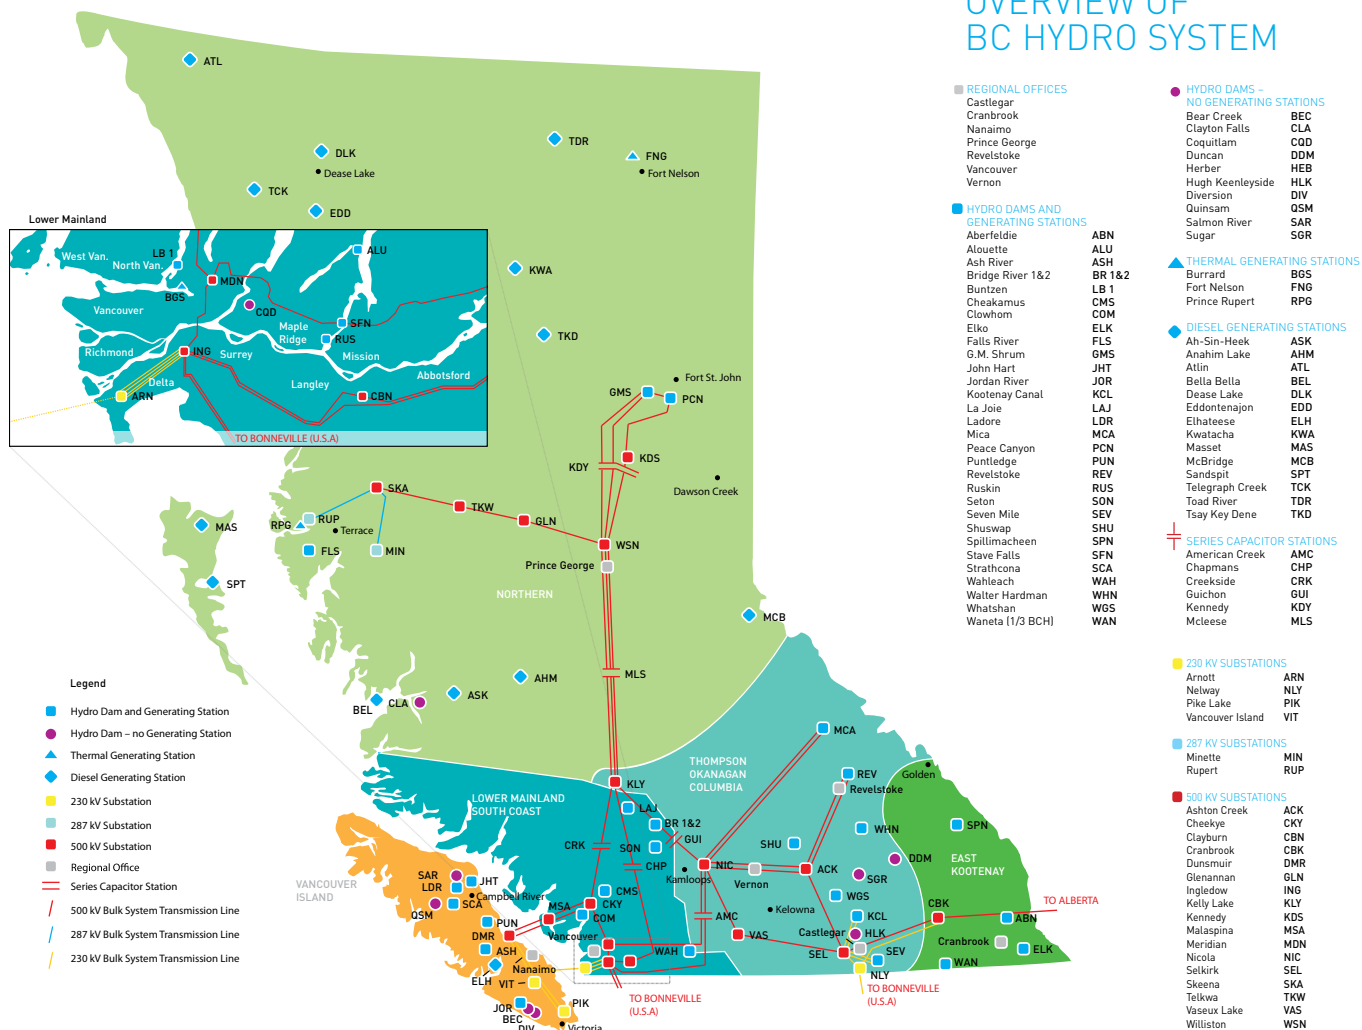 OVERVIEW OF
BC HYDRO SYSTEM
REGIONAL OFFICES
Castlegar
Cranbrook
Nanaimo
Prince George
Revelstoke
Vancouver
Vernon
HYDRO DAMS AND
GENERATING STATIONS
Aberfeldie ABN
Alouette ALU
Ash River ASH
Bridge River 1&2 BR 1&2
Buntzen LB 1
Cheakamus CMS
Clowhom COM
Elko ELK
Falls River FLS
G.M. Shrum GMS
John Hart JHT
Jordan River JOR
Kootenay Canal KCL
La Joie LAJ
Ladore LDR
Mica MCA
Peace Canyon PCN
Puntledge PUN
Revelstoke REV
Ruskin RUS
Seton SON
Seven Mile SEV
Shuswap SHU
Spillimacheen SPN
Stave Falls SFN
Strathcona SCA
Wahleach WAH
Walter Hardman WHN
Whatshan WGS
Waneta (1/3 BCH) WAN
HYDRO DAMS –
NO GENERATING STATIONS
Bear Creek BEC
Clayton Falls CLA
Coquitlam CQD
Duncan DDM
Herber HEB
Hugh Keenleyside HLK
Diversion DIV
Quinsam QSM
Salmon River SAR
Sugar SGR
THERMAL GENERATING STATIONS
Burrard BGS
Fort Nelson FNG
Prince Rupert RPG
DIESEL GENERATING STATIONS
Ah-Sin-Heek ASK
Anahim Lake AHM
Atlin ATL
Bella Bella BEL
Dease Lake DLK
Eddontenajon EDD
Elhateese ELH
Kwatacha KWA
Masset MAS
McBridge MCB
Sandspit SPT
Telegraph Creek TCK
Toad River TDR
Tsay Key Dene TKD
SERIES CAPACITOR STATIONS
American Creek AMC
Chapmans CHP
Creekside CRK
Guichon GUI
Kennedy KDY
Mcleese MLS
230 KV SUBSTATIONS
Arnott ARN
Nelway NLY
Pike Lake PIK
Vancouver Island VIT
287 KV SUBSTATIONS
Minette MIN
Rupert RUP
500 KV SUBSTATIONS
Ashton Creek ACK
Cheekye CKY
Clayburn CBN
Cranbrook CBK
Dunsmuir DMR
Glenannan GLN
Ingledow ING
Kelly Lake KLY
Kennedy KDS
Malaspina MSA
Meridian MDN
Nicola NIC
Selkirk SEL
Skeena SKA
Telkwa TKW
Vaseux Lake VAS
Williston WSN
ATL
TDR
DLK
Dease Lake
FNG
Fort Nelson
TCK
EDD
Lower Mainland
West Van.
LB 1
North Van.
ALU
MDN
BGS
CQD
Vancouver
Maple
Ridge
SFN
RUS
Richmond
ING
Surrey
Mission
Delta
Langley
Abbotsford
ARN
CBN
TO BONNEVILLE (U.S.A)
KWA
TKD
Fort St. John
GMS
PCN
KDY
KDS
Dawson Creek
SKA
TKW
GLN
WSN
MAS
RPG
RUP
Terrace
FLS
MIN
Prince George
SPT
NORTHERN
MCB
MLS
AHM
ASK
BEL
CLA
Legend
Hydro Dam and Generating Station
Hydro Dam – no Generating Station
Thermal Generating Station
Diesel Generating Station
230 kV Substation
287 kV Substation
500 kV Substation
Regional Office
Series Capacitor Station
500 kV Bulk System Transmission Line
287 kV Bulk System Transmission Line
230 kV Bulk System Transmission Line
MCA
THOMPSON
OKANAGAN
COLUMBIA
REV
Revelstoke
Golden
KLY
LOWER MAINLAND
SOUTH COAST
LAJ
BR 1&2
GUI
SON
CRK
CHP
WHN
SPN
SHU
DDM
EAST
KOOTENAY
NIC
Kamloops
Vernon
ACK
SGR
VANCOUVER
ISLAND
SAR
LDR
JHT
Campbell River
SCA
QSM
CMS
CKY
COM
MSA
PUN
DMR
ASH
Vancouver
WGS
KCL
Kelowna
AMC
VAS
Castlegar
HLK
CBK
TO ALBERTA
ABN
Cranbrook
ELK
WAH
SEL
SEV
WAN
NLY
Nanaimo
ELH
VIT
TO BONNEVILLE
(U.S.A)
TO BONNEVILLE
(U.S.A)
PIK
JOR
BEC
DIV
Victoria